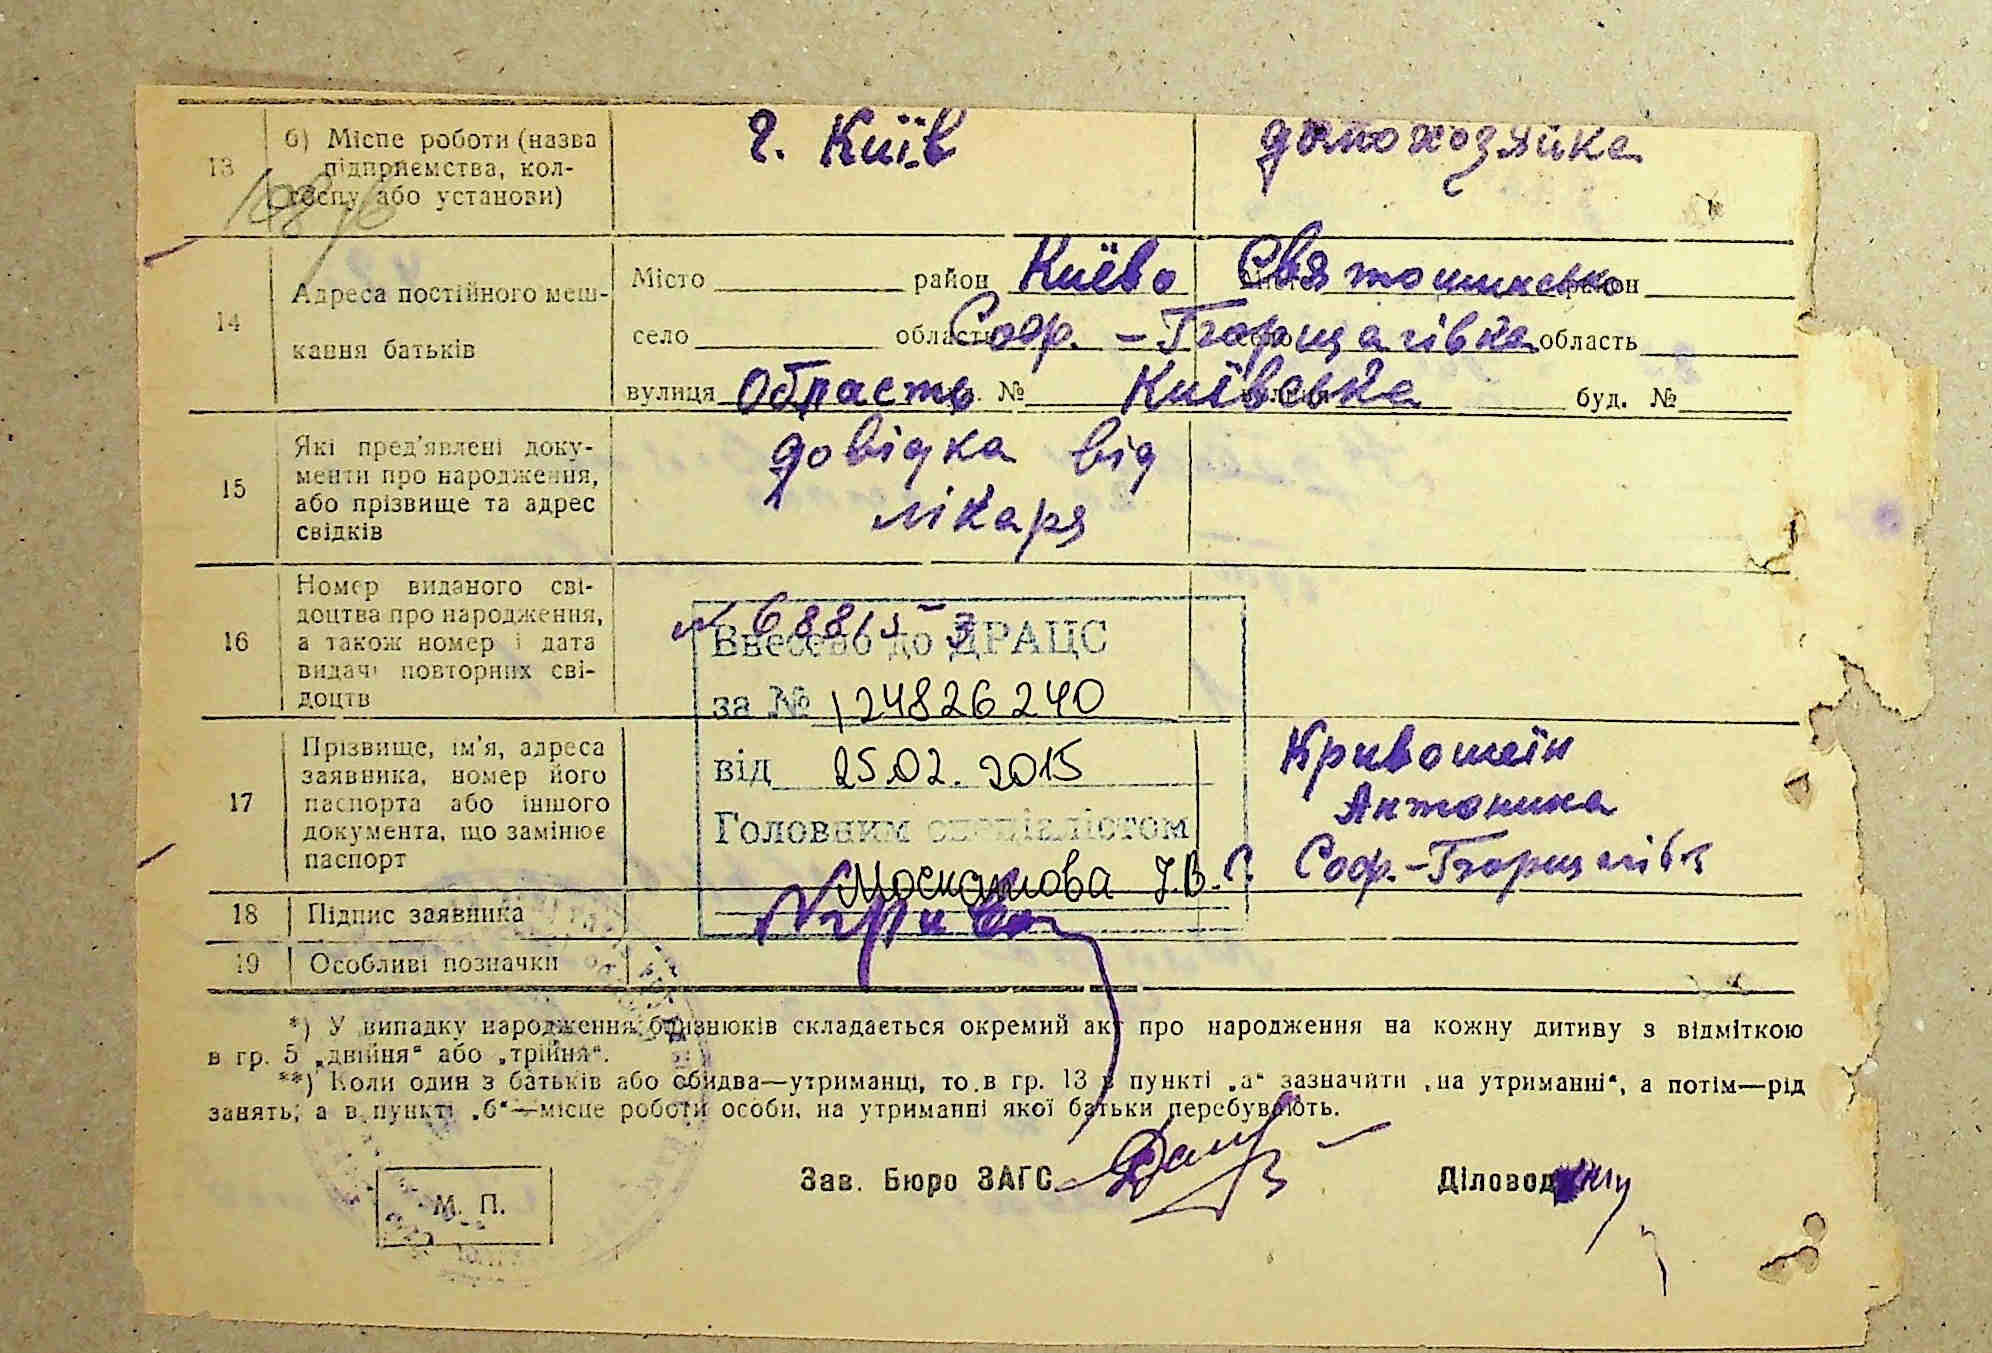 13 б) Місце роботи (назва
підприємства, кол-
госпу або установи)
г. Київ домохозяйка
14 Адреса постійного меш-
кання батьків
Місто район Києво Святошинсько район
село область Соф. - Борщагівка область
вулиця Область № Київська буд. №
15 Які пред'явлені доку-
менти про народження,
або прізвище та адрес
свідків
довідка від
лікаря
16 Номер виданого сві-
доцтва про народження,
а також номер і дата
видачі повторних сві-
доцтв
Внесено до ДРАЦС
за № 124826240
від 25.02.2015
Головним спеціалістом
17 Прізвище, ім'я, адреса
заявника, номер його
паспорта або іншого
документа, що замінює
паспорт
Кривошеїн
Антонина
Соф.-Борщагівк
18 Підпис заявника
19 Особливі позначки
*) У випадку народження близнюків складається окремий акт про народження на кожну дитину з відміткою
в гр. 5 „двійня“ або „трійня“.
**) Коли один з батьків або обидва—утриманці, то в гр. 13 в пункті „а“ зазначити „на утриманні“, а потім—рід
занять; а в пункті „б“—місце роботи особи, на утриманні якої батьки перебувають.
Зав. Бюро ЗАГС Діловод
М. П.